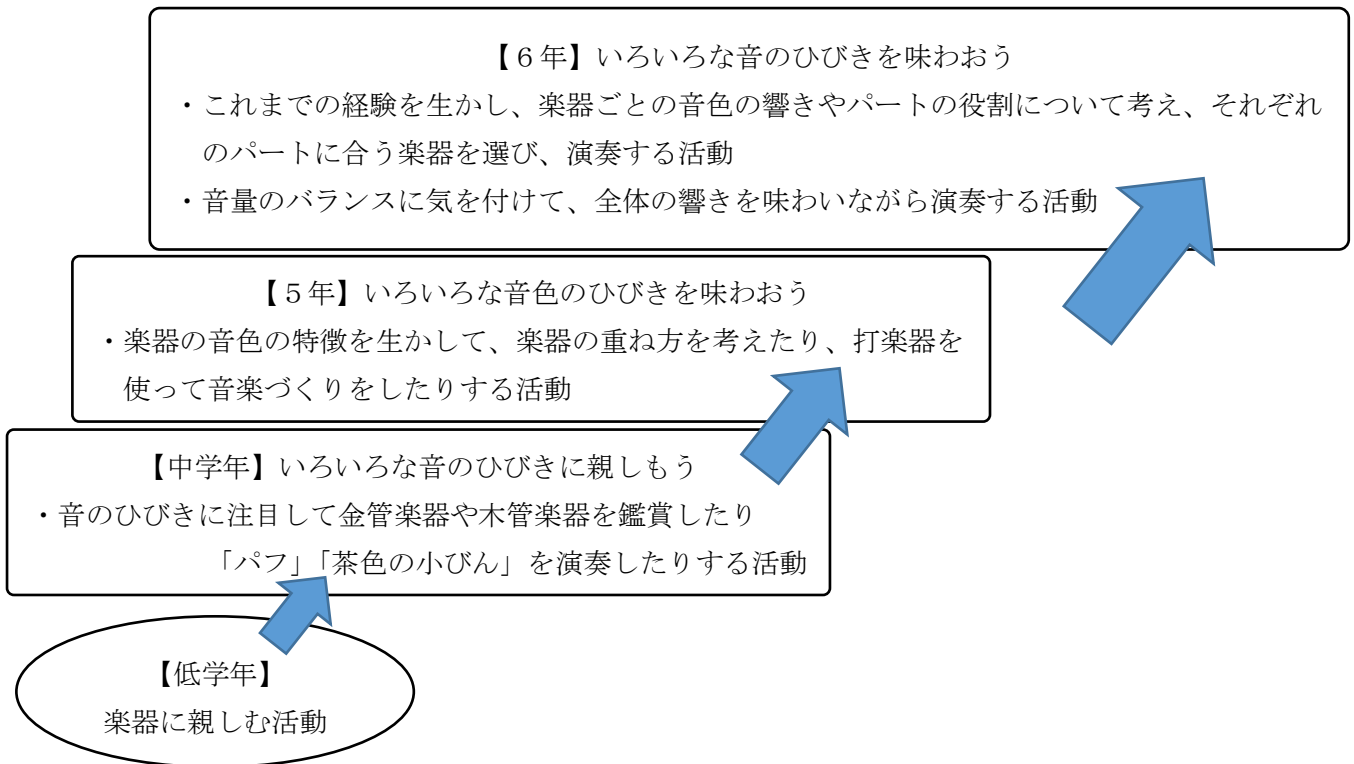 【6年】いろいろな音のひびきを味わおう
・これまでの経験を生かし、楽器ごとの音色の響きやパートの役割について考え、それぞれ
のパートに合う楽器を選び、演奏する活動
・音量のバランスに気を付けて、全体の響きを味わいながら演奏する活動
【5年】いろいろな音色のひびきを味わおう
・楽器の音色の特徴を生かして、楽器の重ね方を考えたり、打楽器を
使って音楽づくりをしたりする活動
【中学年】いろいろな音のひびきに親しもう
・音のひびきに注目して金管楽器や木管楽器を鑑賞したり
「パフ」「茶色の小びん」を演奏したりする活動
【低学年】
楽器に親しむ活動